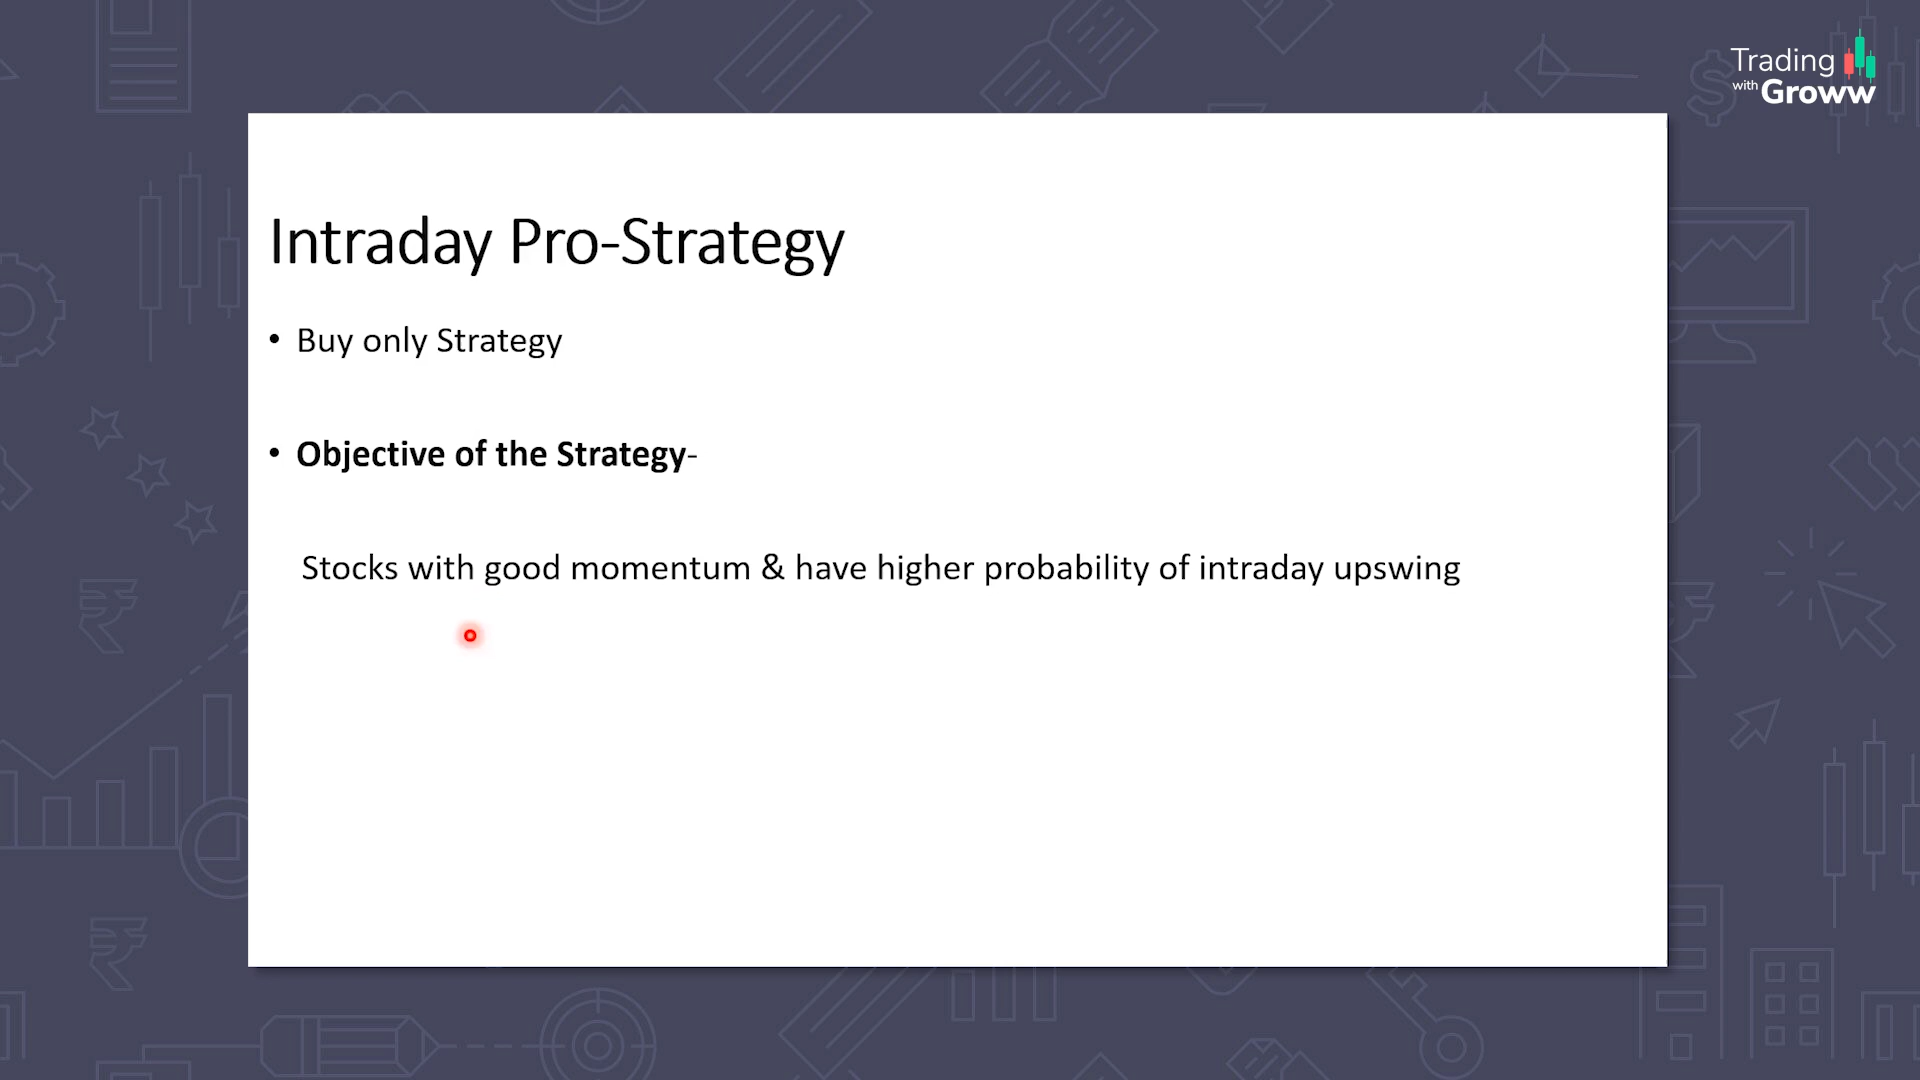 Trading
with Groww
Intraday Pro-Strategy
• Buy only Strategy
• Objective of the Strategy-
Stocks with good momentum & have higher probability of intraday upswing